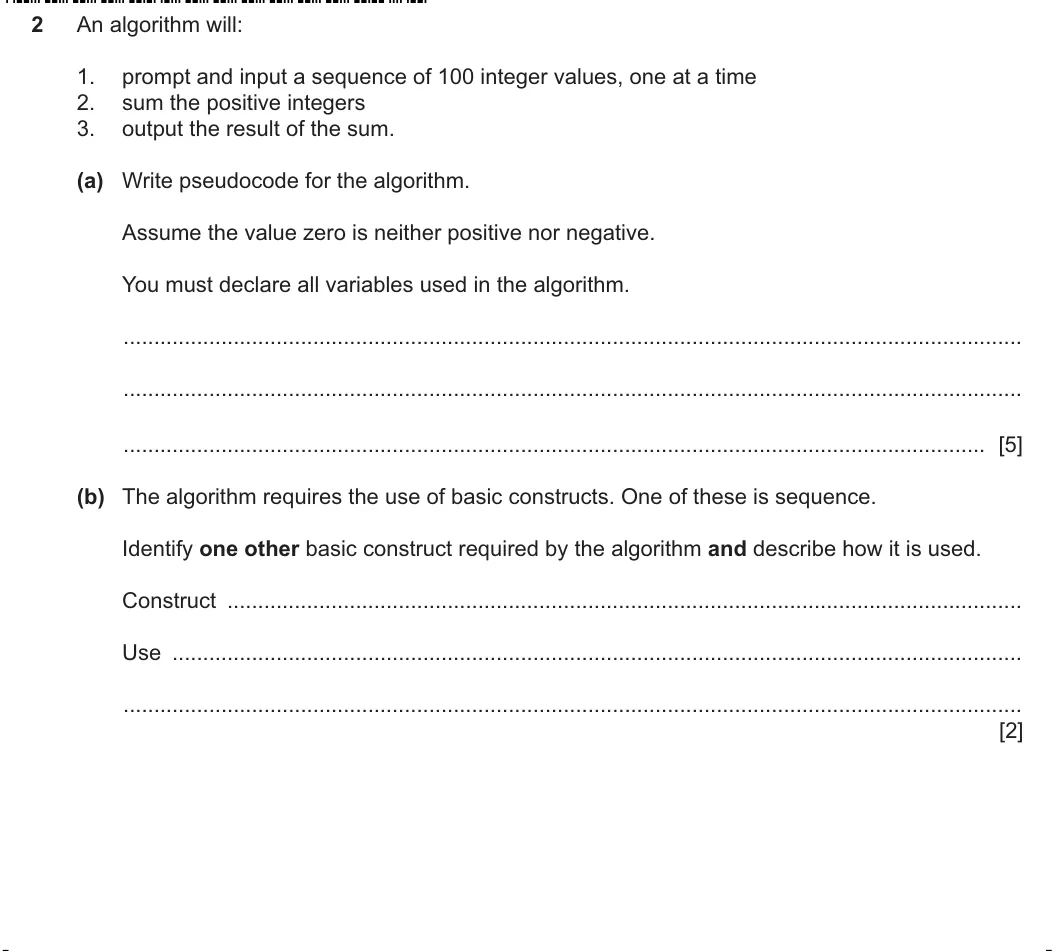 2 An algorithm will:
1. prompt and input a sequence of 100 integer values, one at a time
2. sum the positive integers
3. output the result of the sum.
(a) Write pseudocode for the algorithm.
Assume the value zero is neither positive nor negative.
You must declare all variables used in the algorithm.
...................................................................................................................................................
...................................................................................................................................................
............................................................................................................................................. [5]
(b) The algorithm requires the use of basic constructs. One of these is sequence.
Identify one other basic construct required by the algorithm and describe how it is used.
Construct ..................................................................................................................................
Use ...........................................................................................................................................
...................................................................................................................................................
[2]